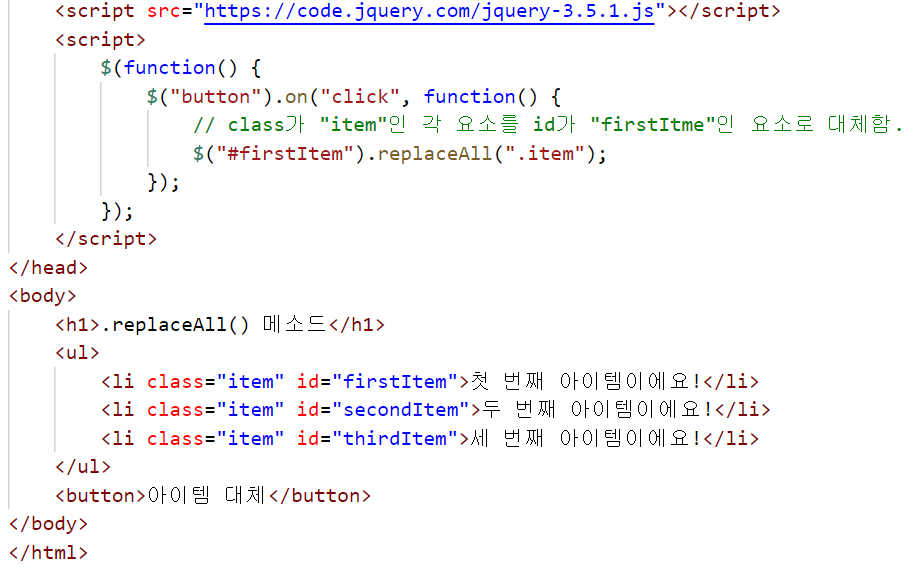 <script src="https://code.jquery.com/jquery-3.5.1.js"></script>
<script>
$(function() {
$("button").on("click", function() {
// class가 "item"인 각 요소를 id가 "firstItme"인 요소로 대체함.
$("#firstItem").replaceAll(".item");
});
});
</script>
</head>
<body>
<h1>.replaceAll() 메소드</h1>
<ul>
<li class="item" id="firstItem">첫 번째 아이템이에요!</li>
<li class="item" id="secondItem">두 번째 아이템이에요!</li>
<li class="item" id="thirdItem">세 번째 아이템이에요!</li>
</ul>
<button>아이템 대체</button>
</body>
</html>